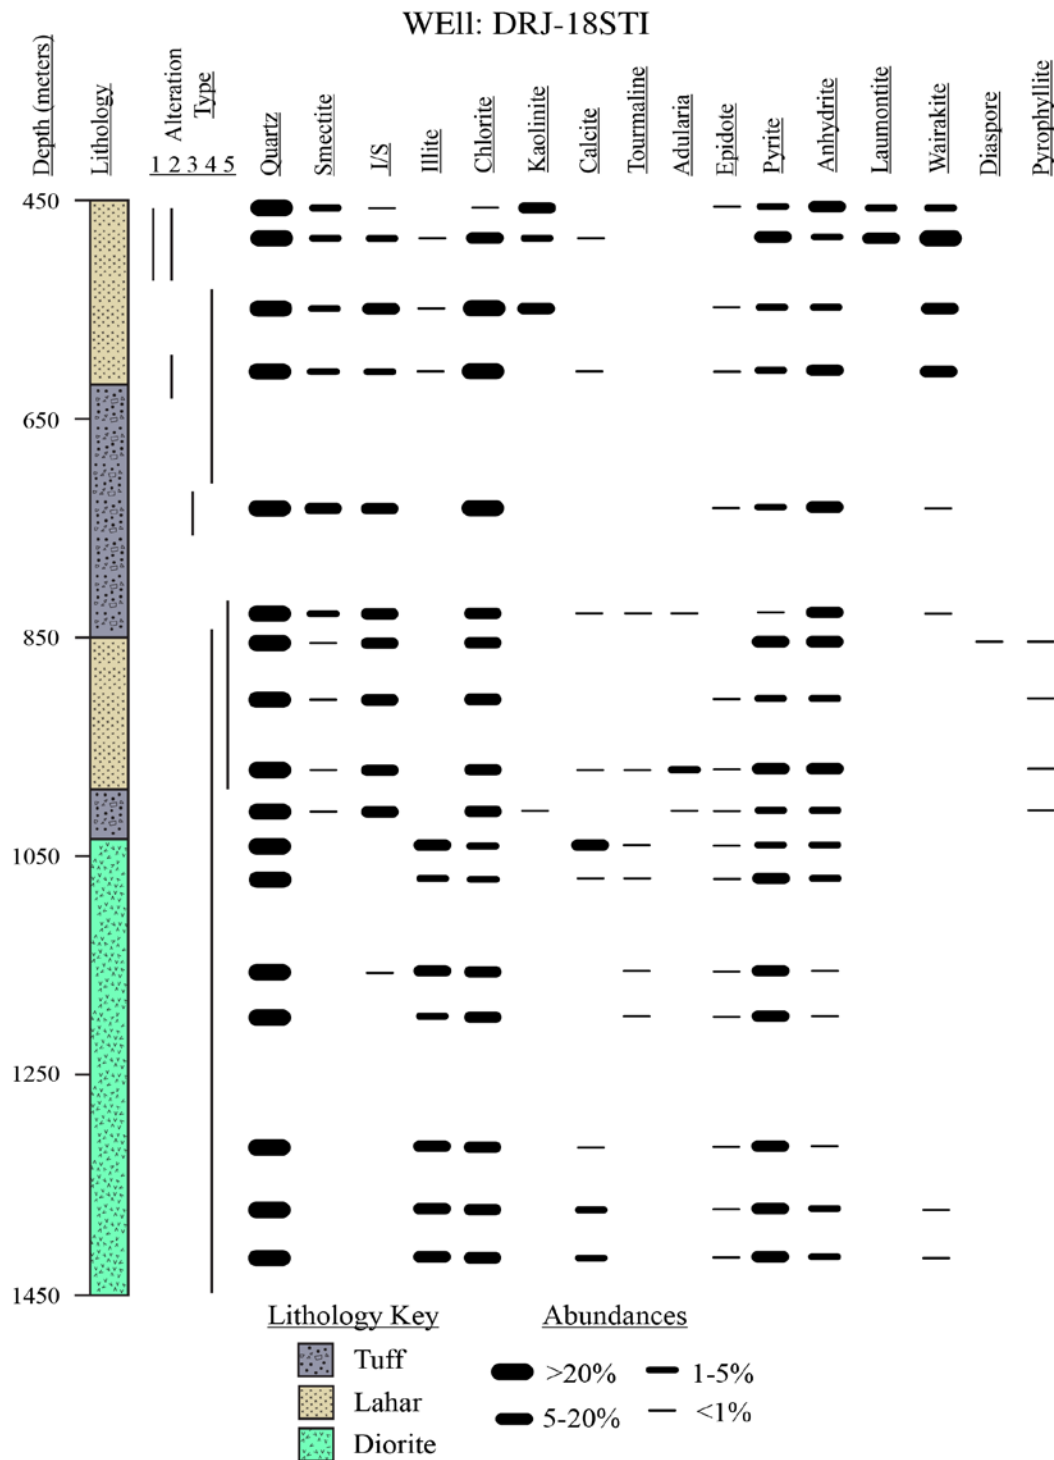 WEll: DRJ-18STI
Depth (meters)
Lithology
Alteration
Type
1 2 3 4 5
Quartz
Smectite
I/S
Illite
Chlorite
Kaolinite
Calcite
Tourmaline
Adularia
Epidote
Pyrite
Anhydrite
Laumontite
Wairakite
Diaspore
Pyrophyllite
450
650
850
1050
1250
1450
Lithology Key
Tuff
Lahar
Diorite
Abundances
>20%
1-5%
5-20%
<1%